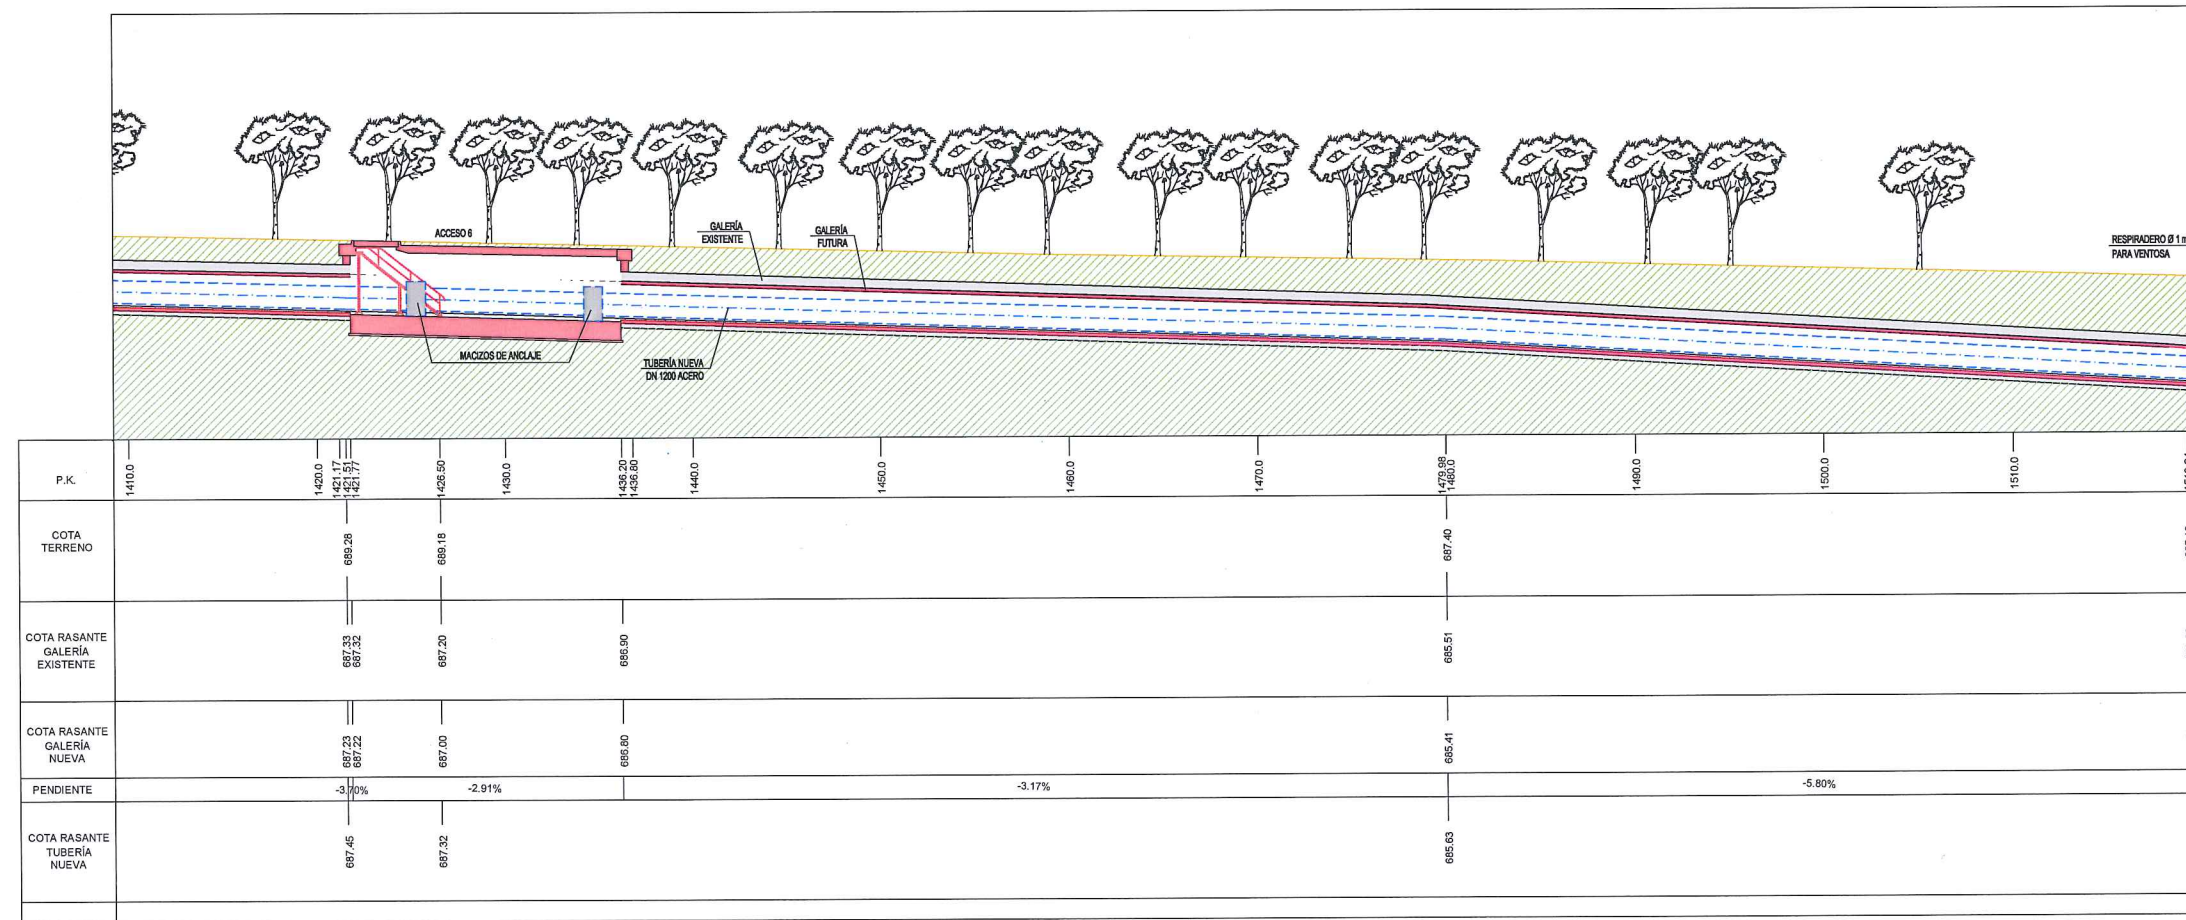 ACCESO 6
GALERÍA
EXISTENTE
GALERÍA
FUTURA
RESPIRADERO Ø 1 m
PARA VENTOSA
MACIZOS DE ANCLAJE
TUBERÍA NUEVA
DN 1200 ACERO
P.K.
1410.0
1420.0
1421.17
1421.51
1421.77
1426.50
1430.0
1436.20
1436.80
1440.0
1450.0
1460.0
1470.0
1479.98
1480.0
1490.0
1500.0
1510.0
COTA
TERRENO
689.28
689.18
687.40
COTA RASANTE
GALERÍA
EXISTENTE
687.33
687.32
687.20
686.90
685.51
COTA RASANTE
GALERÍA
NUEVA
687.23
687.22
687.00
686.80
685.41
PENDIENTE
-3.70%
-2.91%
-3.17%
-5.80%
COTA RASANTE
TUBERÍA
NUEVA
687.45
687.32
685.63